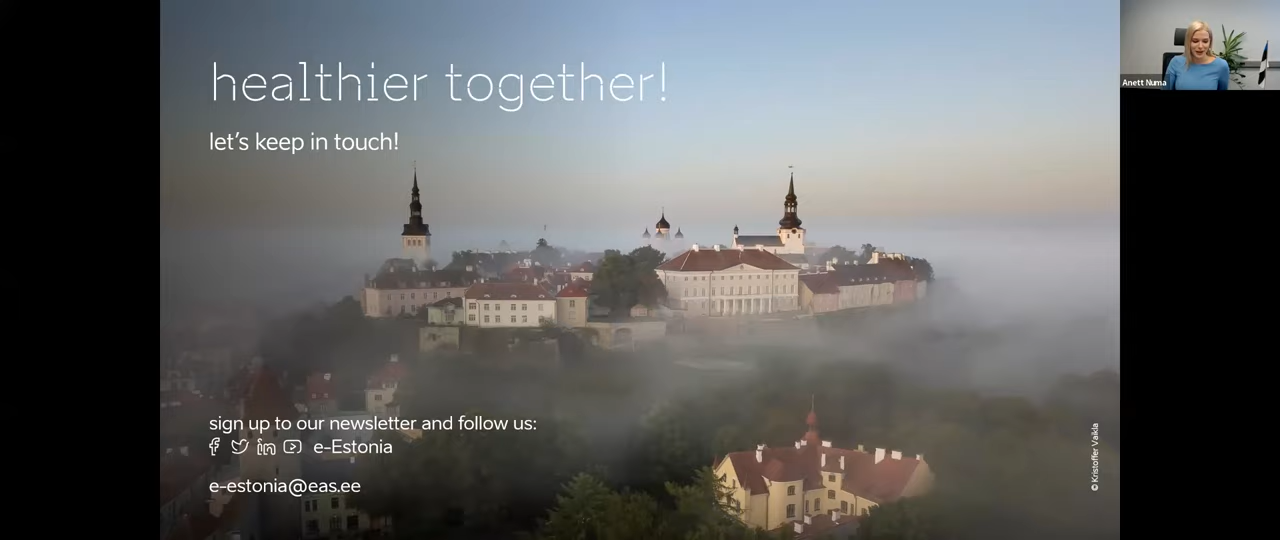 healthier together!
let's keep in touch!
Anett Numa
sign up to our newsletter and follow us:
e-Estonia
e-estonia@eas.ee
© Kristoffer Vaikla